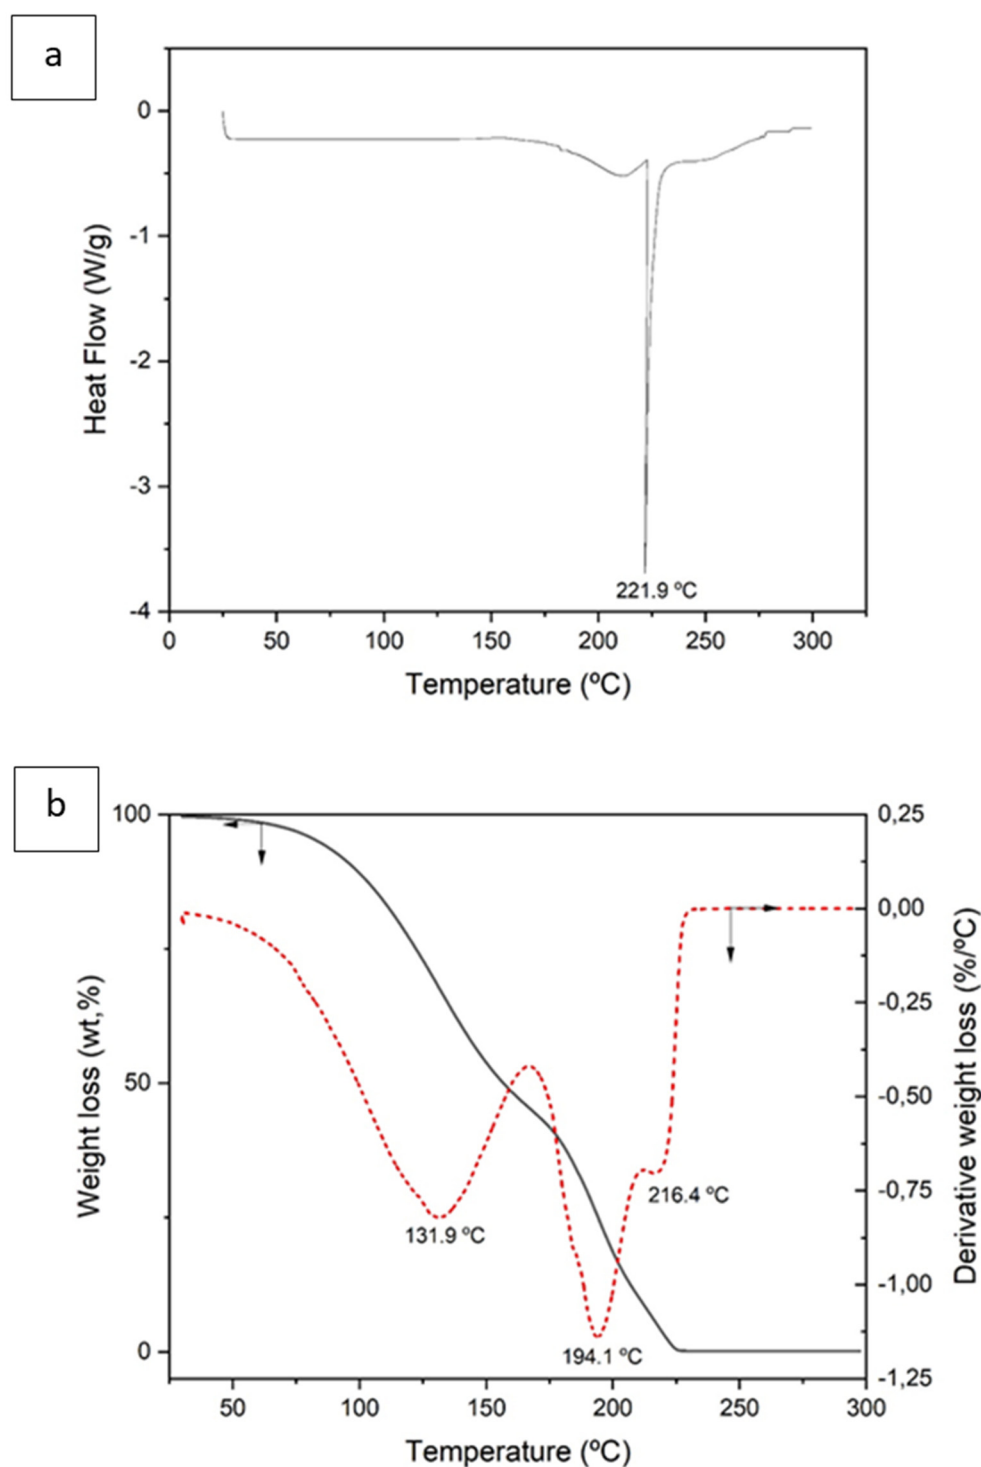 a
0
-1
-2
-3
-4
Heat Flow (W/g)
221.9 ºC
0 50 100 150 200 250 300
Temperature (ºC)
b
100
50
0
Weight loss (wt,%)
0,25
0,00
-0,25
-0,50
-0,75
-1,00
-1,25
Derivative weight loss (%/ºC)
131.9 ºC
216.4 ºC
194.1 ºC
50 100 150 200 250 300
Temperature (ºC)